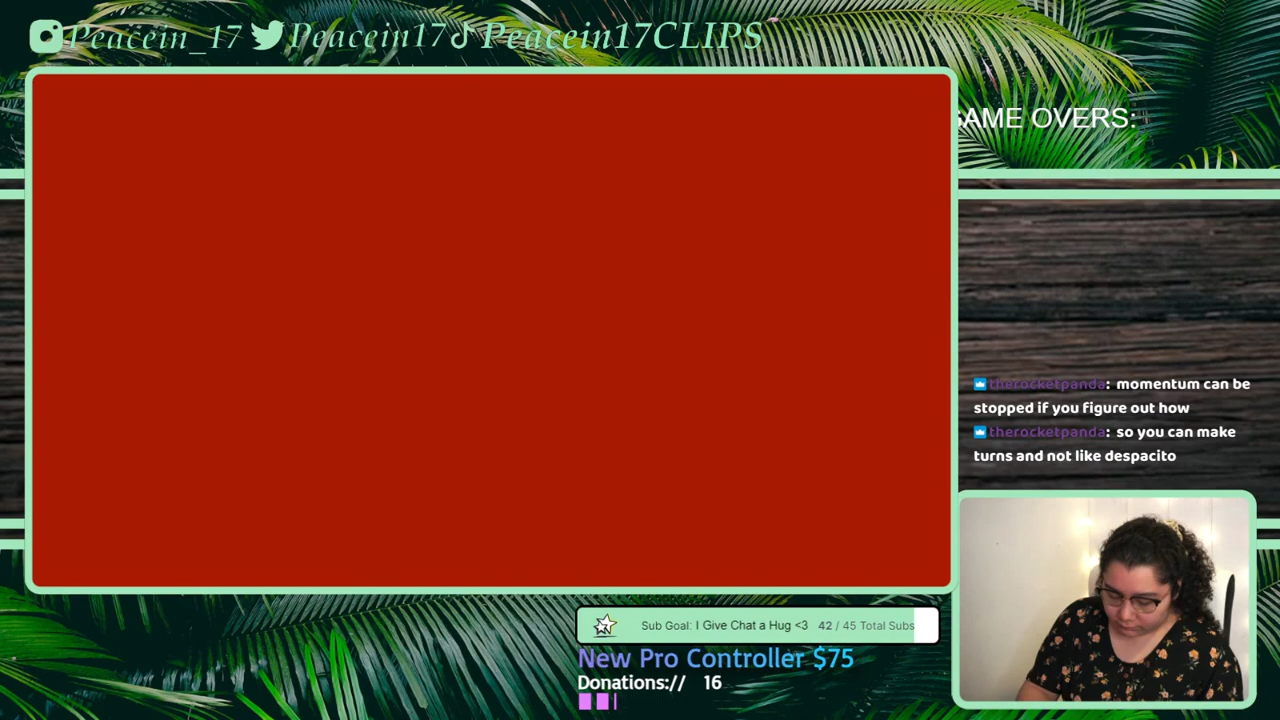 Peacein_17 Peacein17 Peacein17CLIPS
GAME OVERS:
therocketpanda: momentum can be
stopped if you figure out how
therocketpanda: so you can make
turns and not like despacito
Sub Goal: I Give Chat a Hug <3 42 / 45 Total Subs
New Pro Controller $75
Donations:// 16